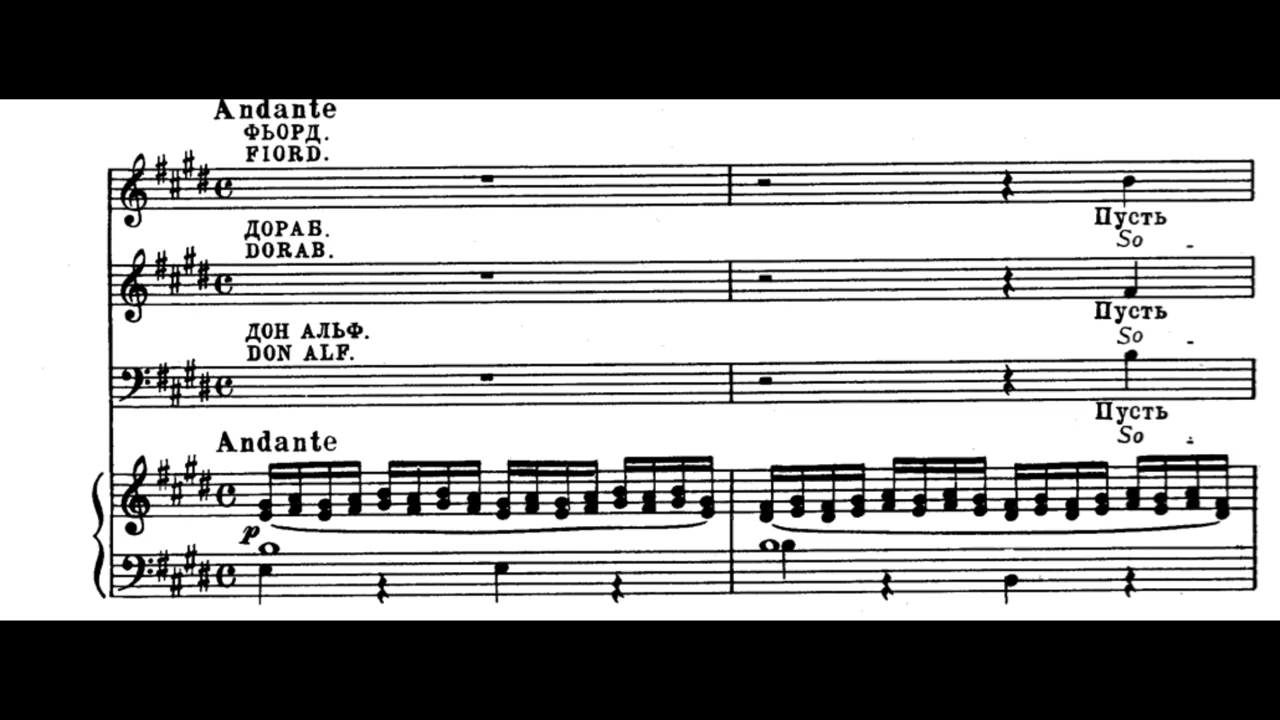 Andante
ФЬОРД.
FIORD.
Пусть
So -
ДОРАБ.
DORAB.
Пусть
So -
ДОН АЛЬФ.
DON ALF.
Пусть
So -
Andante
p